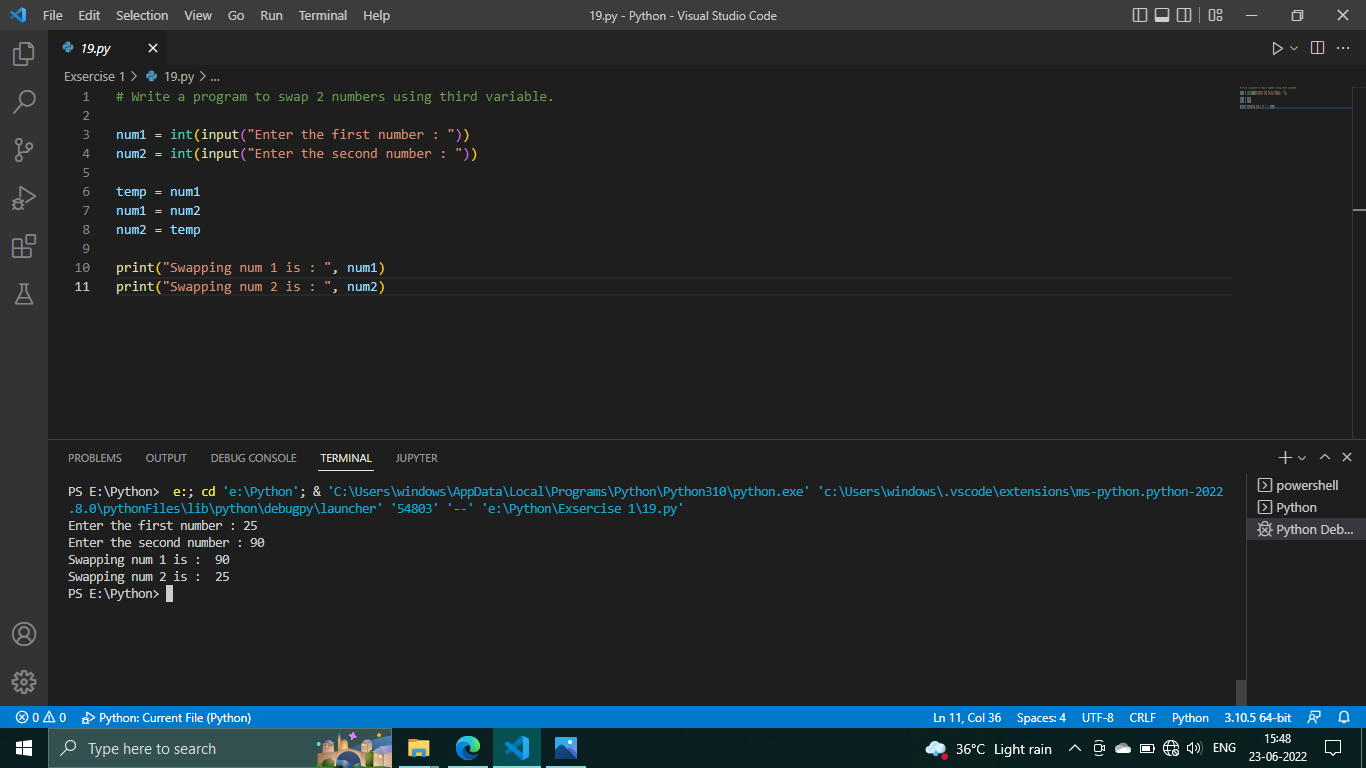 File Edit Selection View Go Run Terminal Help 19.py - Python - Visual Studio Code
19.py
Exsercise 1 > 19.py > ...
1 # Write a program to swap 2 numbers using third variable.
2
3 num1 = int(input("Enter the first number : "))
4 num2 = int(input("Enter the second number : "))
5
6 temp = num1
7 num1 = num2
8 num2 = temp
9
10 print("Swapping num 1 is : ", num1)
11 print("Swapping num 2 is : ", num2)
PROBLEMS OUTPUT DEBUG CONSOLE TERMINAL JUPYTER
PS E:\Python>  e:; cd 'e:\Python'; & 'C:\Users\windows\AppData\Local\Programs\Python\Python310\python.exe' 'c:\Users\windows\.vscode\extensions\ms-python.python-2022
.8.0\pythonFiles\lib\python\debugpy\launcher' '54803' '--' 'e:\Python\Exsercise 1\19.py'
Enter the first number : 25
Enter the second number : 90
Swapping num 1 is :  90
Swapping num 2 is :  25
PS E:\Python>
powershell
Python
Python Deb...
0 0 Python: Current File (Python) Ln 11, Col 36 Spaces: 4 UTF-8 CRLF Python 3.10.5 64-bit
Type here to search 36°C Light rain ENG 15:48
23-06-2022